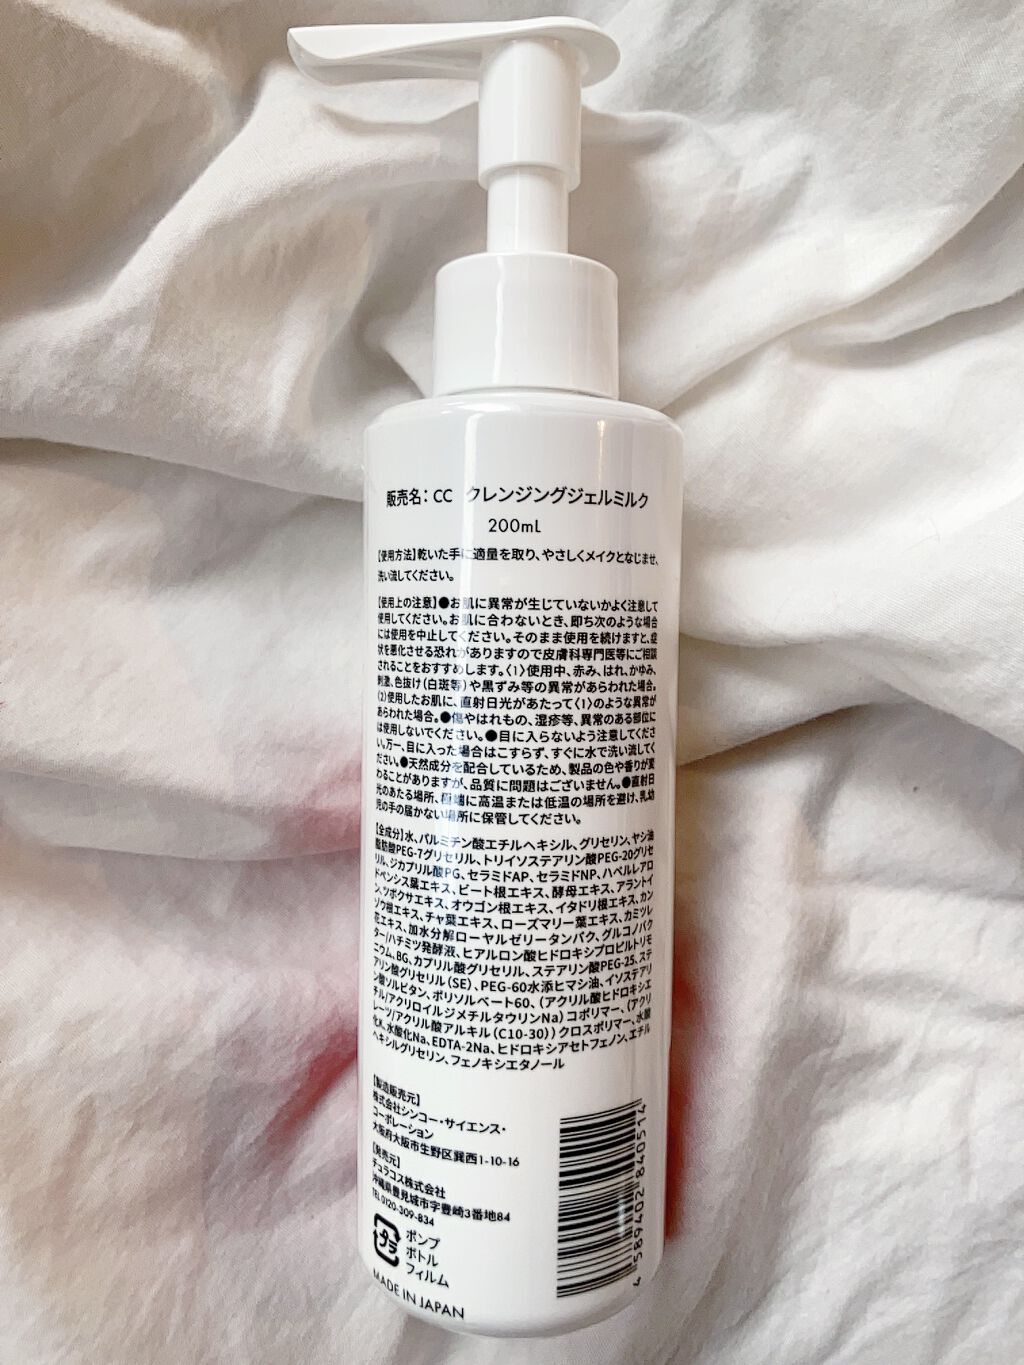 販売名：CC クレンジングジェルミルク
200mL
【使用方法】乾いた手に適量を取り、やさしくメイクとなじませ、
洗い流してください。
【使用上の注意】●お肌に異常が生じていないかよく注意して
使用してください。お肌に合わないとき、即ち次のような場合
には使用を中止してください。そのまま使用を続けますと、症
状を悪化させる恐れがありますので皮膚科専門医等にご相談
されることをおすすめします。〈1〉使用中、赤み、はれ、かゆみ、
刺激、色抜け（白斑等）や黒ずみ等の異常があらわれた場合。
〈2〉使用したお肌に、直射日光があたって〈1〉のような異常が
あらわれた場合。●傷やはれもの、湿疹等、異常のある部位に
は使用しないでください。●目に入らないよう注意してくださ
い。万一、目に入った場合はこすらず、すぐに水で洗い流してく
ださい。●天然成分を配合しているため、製品の色や香りが変
わることがありますが、品質に問題はございません。●直射日
光のあたる場所、極端に高温または低温の場所を避け、乳幼
児の手の届かない場所に保管してください。
【全成分】水、パルミチン酸エチルヘキシル、グリセリン、ヤシ油
脂肪酸PEG-7グリセリル、トリイソステアリン酸PEG-20グリセ
リル、ジカプリル酸PG、セラミドAP、セラミドNP、ハベルレアロ
ドペンシス葉エキス、ビート根エキス、酵母エキス、アラントイ
ン、ツボクサエキス、オウゴン根エキス、イタドリ根エキス、カン
ゾウ根エキス、チャ葉エキス、ローズマリー葉エキス、カミツレ
花エキス、加水分解ローヤルゼリータンパク、グルコノバク
ター/ハチミツ発酵液、ヒアルロン酸ヒドロキシプロピルトリモ
ニウム、BG、カプリル酸グリセリル、ステアリン酸PEG-25、ステ
アリン酸グリセリル（SE）、PEG-60水添ヒマシ油、イソステアリ
ン酸ソルビタン、ポリソルベート60、（アクリル酸ヒドロキシエ
チル/アクリロイルジメチルタウリンNa）コポリマー、（アクリ
レーツ/アクリル酸アルキル（C10-30））クロスポリマー、水酸
化K、水酸化Na、EDTA-2Na、ヒドロキシアセトフェノン、エチル
ヘキシルグリセリン、フェノキシエタノール
【製造販売元】
株式会社シンコー・サイエンス・
コーポレーション
大阪府大阪市生野区巽西1-10-16
【発売元】
チュラコス株式会社
沖縄県豊見城市字豊崎3番地84
TEL 0120-309-834
プラ
ポンプ
ボトル
フィルム
MADE IN JAPAN
4 589402 840514